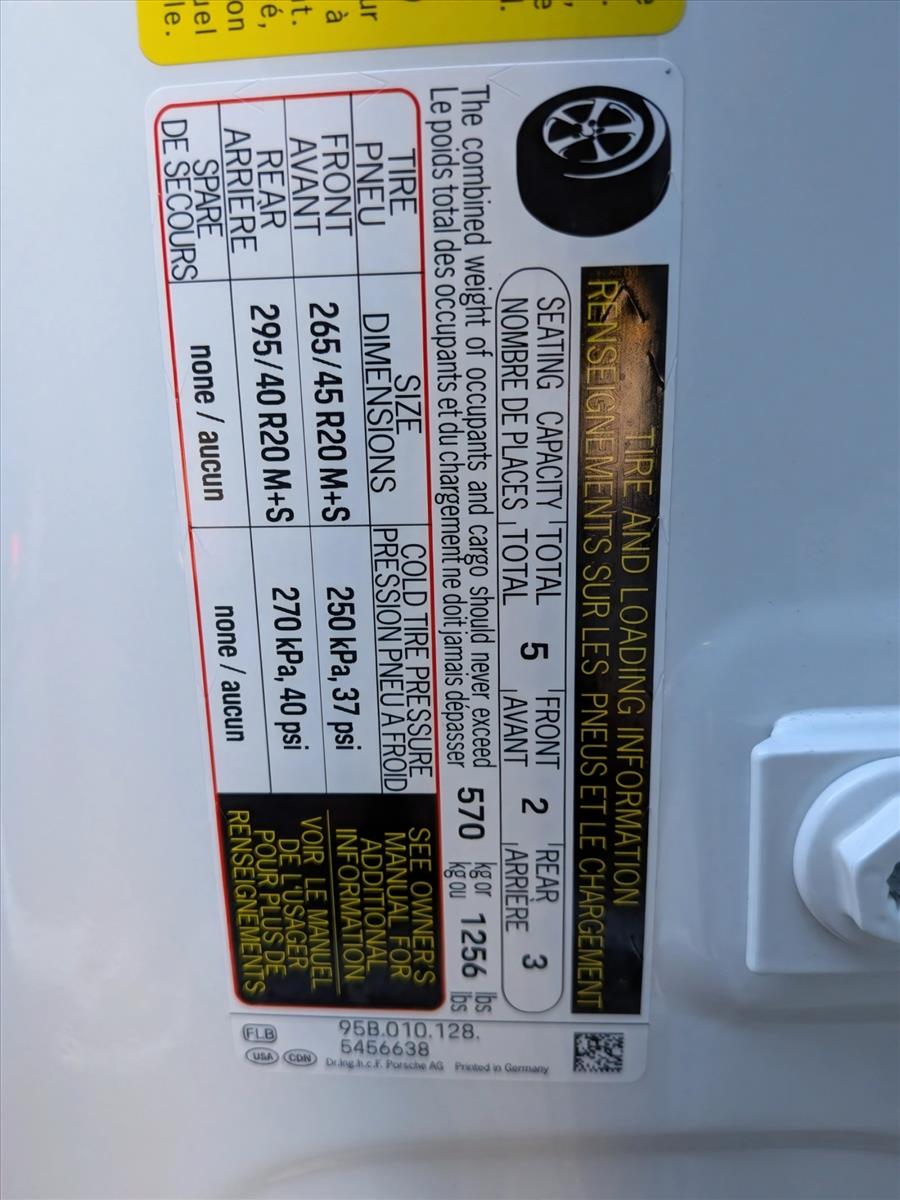 TIRE AND LOADING INFORMATION
RENSEIGNEMENTS SUR LES PNEUS ET LE CHARGEMENT
SEATING CAPACITY TOTAL 5 FRONT 2 REAR 3
NOMBRE DE PLACES TOTAL AVANT ARRIÈRE
The combined weight of occupants and cargo should never exceed 570 kg or 1256 lbs
Le poids total des occupants et du chargement ne doit jamais dépasser kg ou lbs
TIRE SIZE COLD TIRE PRESSURE
PNEU DIMENSIONS PRESSION PNEU A FROID
FRONT 265/45 R20 M+S 250 kPa, 37 psi
AVANT
REAR 295/40 R20 M+S 270 kPa, 40 psi
ARRIERE
SPARE none / aucun none / aucun
DE SECOURS
SEE OWNER'S
MANUAL FOR
ADDITIONAL
INFORMATION
VOIR LE MANUEL
DE L'USAGER
POUR PLUS DE
RENSEIGNEMENTS
95B.010.128.
5456638
Dr.Ing.h.c.F. Porsche AG Printed in Germany
FLB
USA CDN
ur
à
t.
é,
on
uel
le.